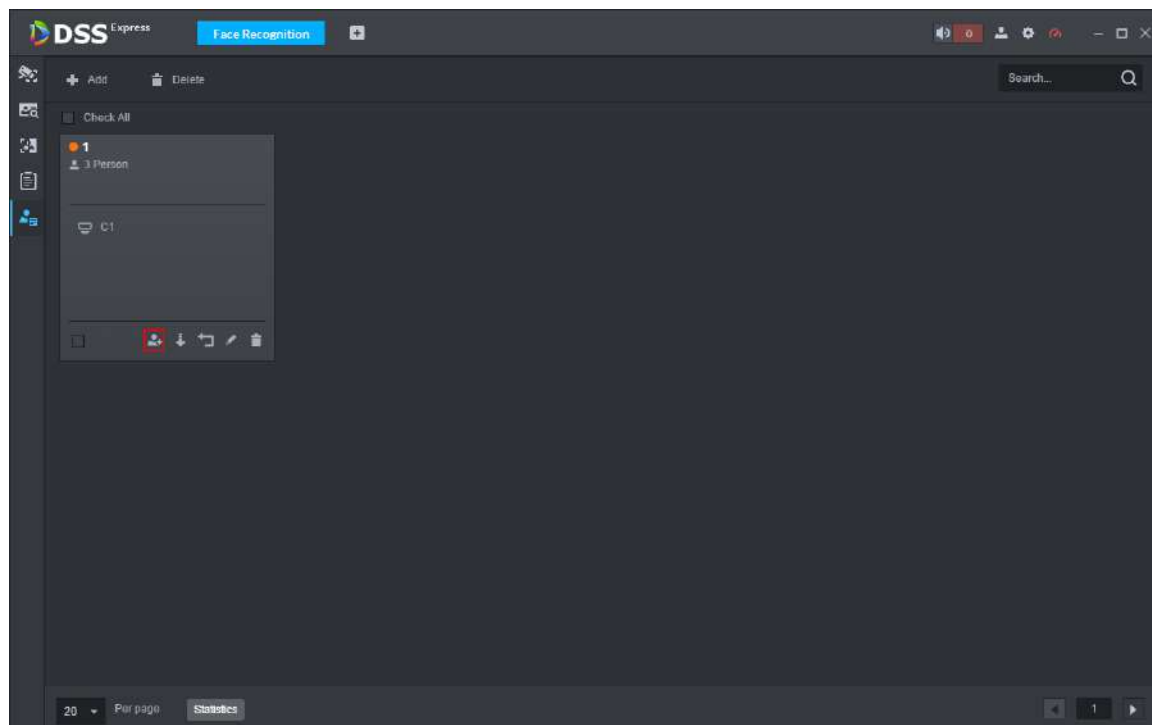 DSS Express
Face Recognition
0
Add
Delete
Search...
Check All
1
3 Person
C1
20
Per page
Statistics
1